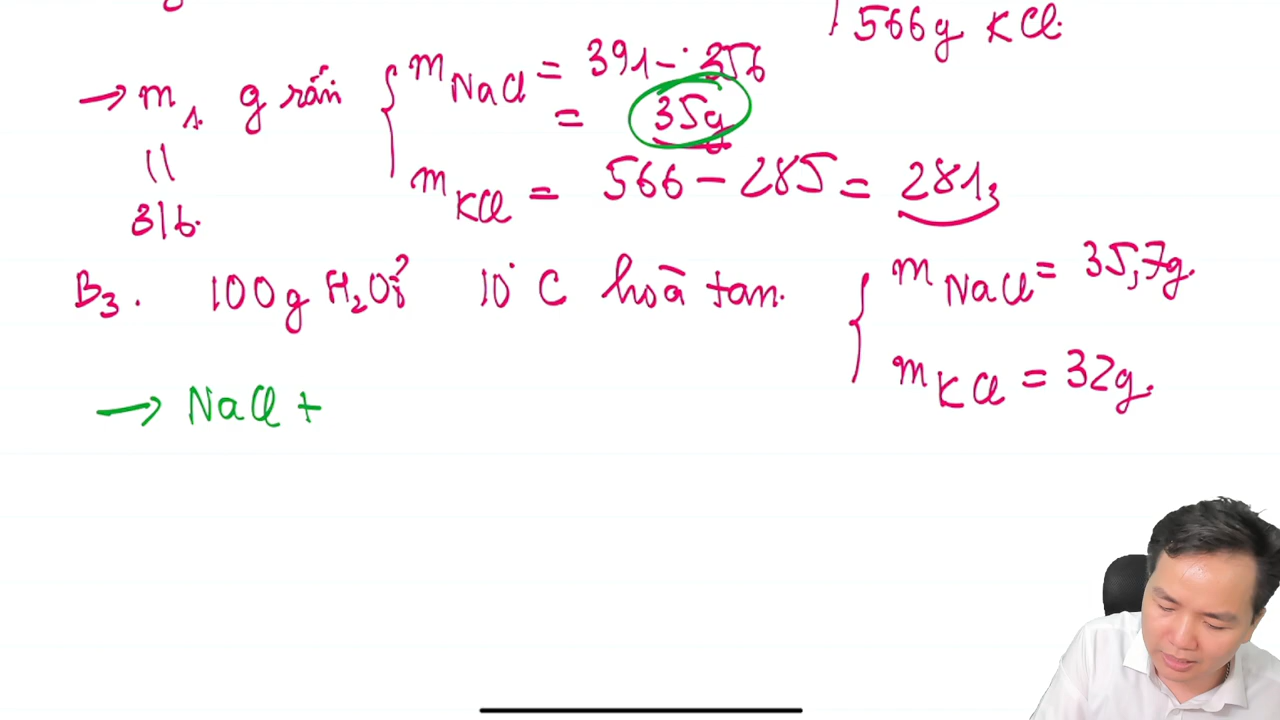 566g KCl.
→ m₁ g rắn { m NaCl = 391 - 356
= 35g
m KCl = 566 - 285 = 281g
316.
B₃. 100g H₂O ở 10°C hoà tan. { m NaCl = 35,7g.
m KCl = 32g.
→ NaCl +